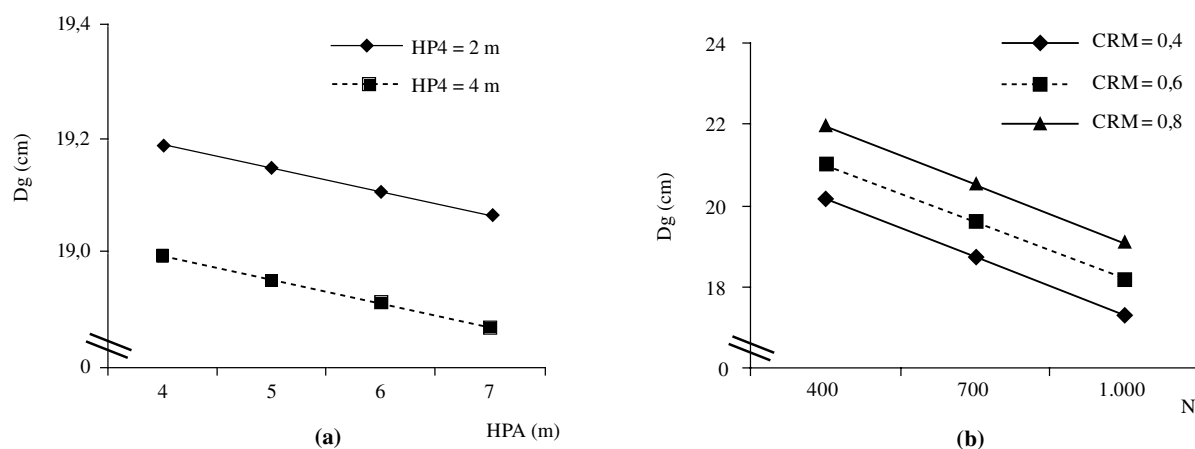 19,4
19,2
19,0
0
Dg (cm)
HP4 = 2 m
HP4 = 4 m
4 5 6 7
HPA (m)
(a)
24
22
20
18
0
Dg (cm)
CRM = 0,4
CRM = 0,6
CRM = 0,8
400 700 1.000
N
(b)